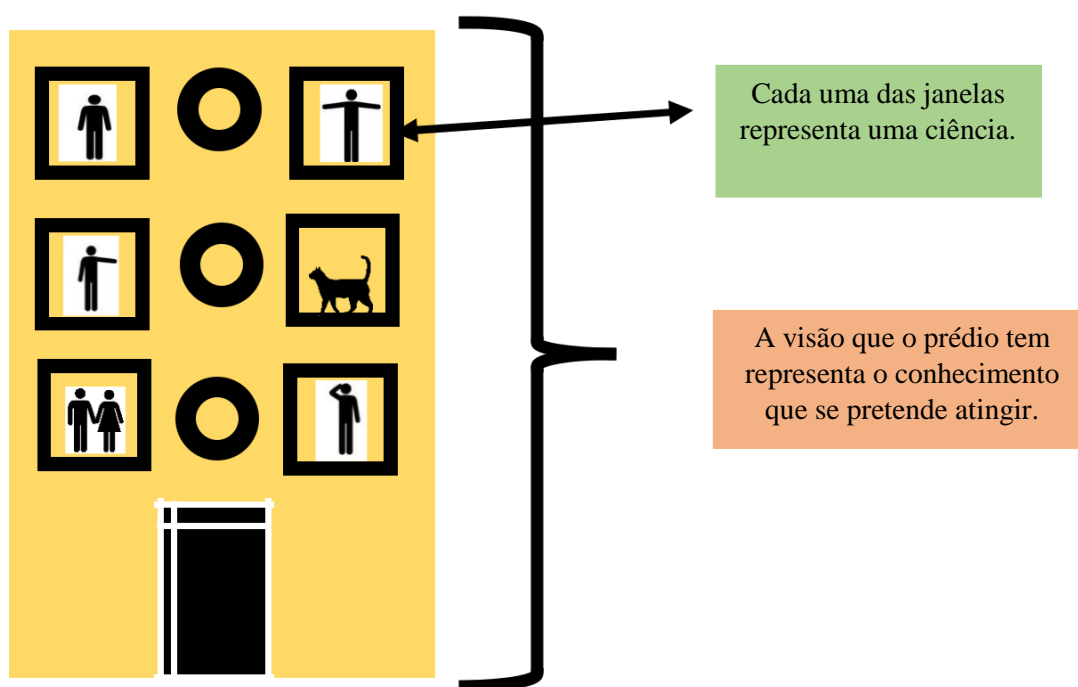 Cada uma das janelas
representa uma ciência.
A visão que o prédio tem
representa o conhecimento
que se pretende atingir.